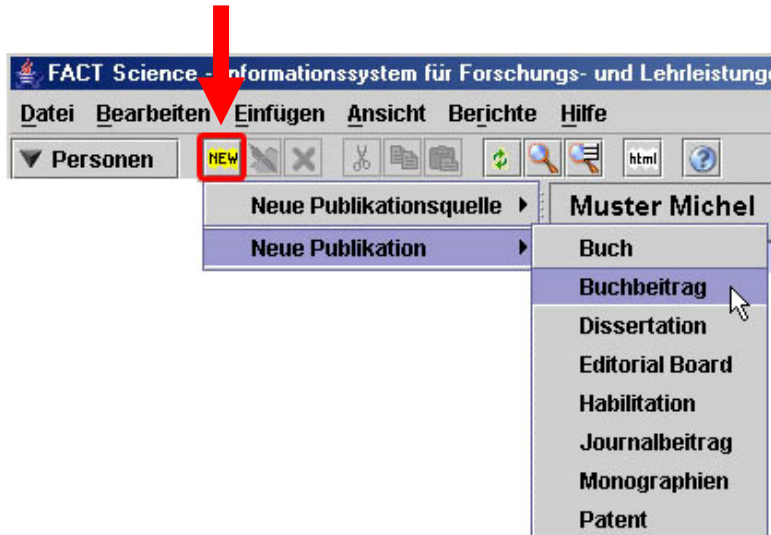 FACT Science - Informationssystem für Forschungs- und Lehrleistung
Datei Bearbeiten Einfügen Ansicht Berichte Hilfe
Personen NEW html ?
Neue Publikationsquelle Muster Michel
Neue Publikation Buch
Buchbeitrag
Dissertation
Editorial Board
Habilitation
Journalbeitrag
Monographien
Patent